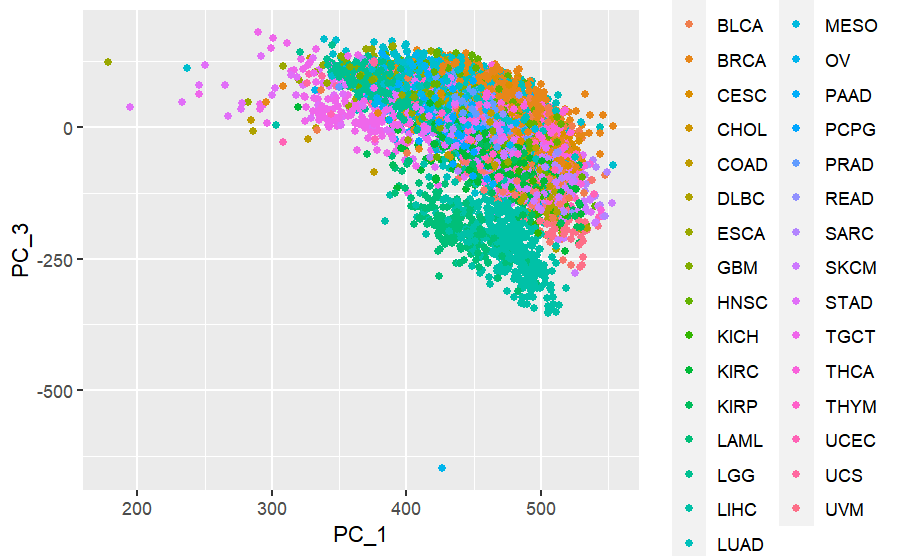 0
-250
-500
200
300
400
500
PC_1
PC_3
BLCA
BRCA
CESC
CHOL
COAD
DLBC
ESCA
GBM
HNSC
KICH
KIRC
KIRP
LAML
LGG
LIHC
LUAD
MESO
OV
PAAD
PCPG
PRAD
READ
SARC
SKCM
STAD
TGCT
THCA
THYM
UCEC
UCS
UVM